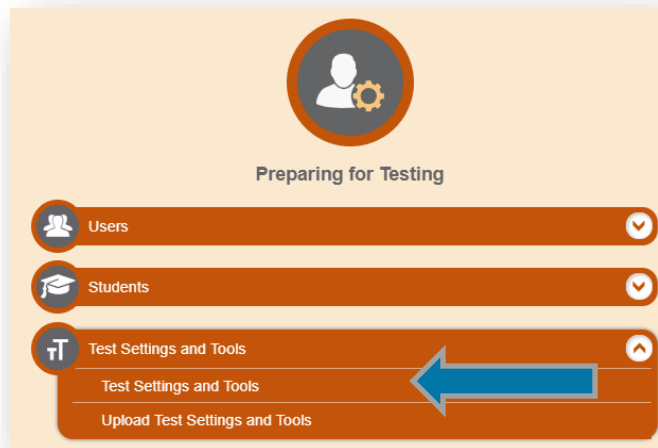 Preparing for Testing
Users
Students
Test Settings and Tools
Test Settings and Tools
Upload Test Settings and Tools